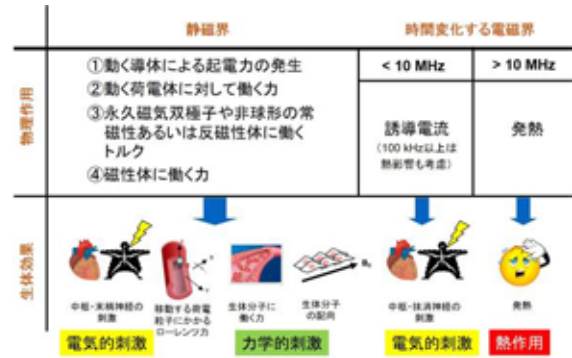 静磁界
時間変化する電磁界
物理作用
①動く導体による起電力の発生
②動く荷電体に対して働く力
③永久磁気双極子や非球形の常
磁性あるいは反磁性体に働く
トルク
④磁性体に働く力
< 10 MHz
> 10 MHz
誘導電流
(100 kHz以上は
熱影響も考慮)
発熱
生体効果
中枢・末梢神経の
刺激
移動する荷電
粒子にかかる
ローレンツ力
生体分子に
働く力
生体分子
の配向
中枢・抹消神経の
刺激
発熱
電気的刺激
力学的刺激
電気的刺激
熱作用